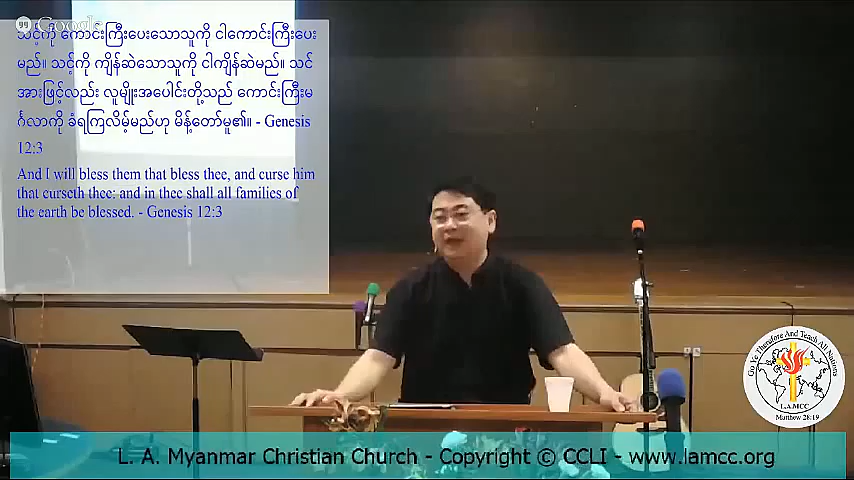 Google
သင့်ကို ကောင်းကြီးပေးသောသူကို ငါကောင်းကြီးပေး
မည်။ သင့်ကို ကျိန်ဆဲသောသူကို ငါကျိန်ဆဲမည်။ သင်
အားဖြင့်လည်း လူမျိုးအပေါင်းတို့သည် ကောင်းကြီးမ
င်္ဂလာကို ခံရကြလိမ့်မည်ဟု မိန့်တော်မူ၏။ - Genesis
12:3
And I will bless them that bless thee, and curse him
that curseth thee: and in thee shall all families of
the earth be blessed. - Genesis 12:3
Go Ye Therefore And Teach All Nations
L.A.MCC
Matthew 28:19
L. A. Myanmar Christian Church - Copyright © CCLI - www.lamcc.org